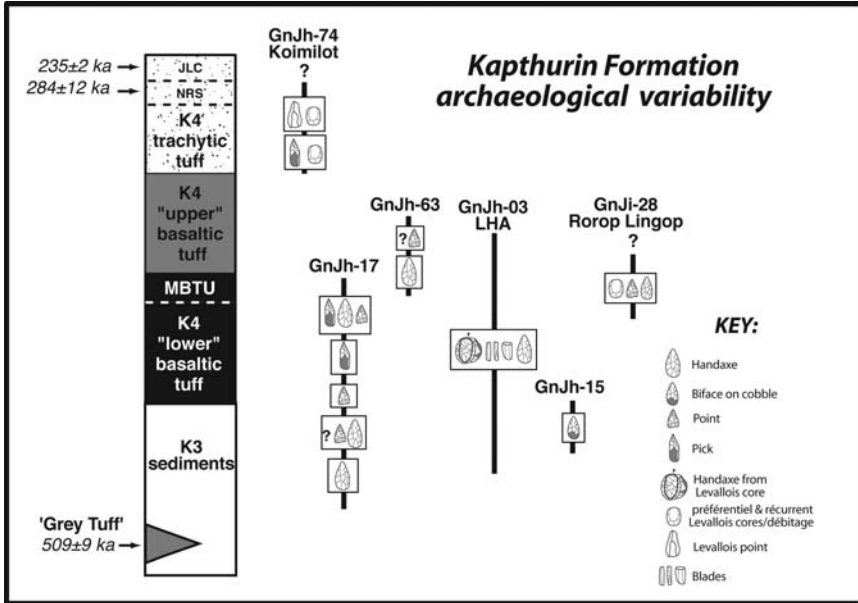 Kapthurin Formation
archaeological variability
235±2 ka
284±12 ka
JLC
NRS
K4
trachytic
tuff
K4
"upper"
basaltic
tuff
MBTU
K4
"lower"
basaltic
tuff
K3
sediments
'Grey Tuff'
509±9 ka
GnJh-74
Koimilot
?
GnJh-63
?
GnJh-17
?
GnJh-03
LHA
GnJh-15
GnJi-28
Rorop Lingop
?
KEY:
Handaxe
Biface on cobble
Point
Pick
Handaxe from
Levallois core
préférentiel & récurrent
Levallois cores/débitage
Levallois point
Blades